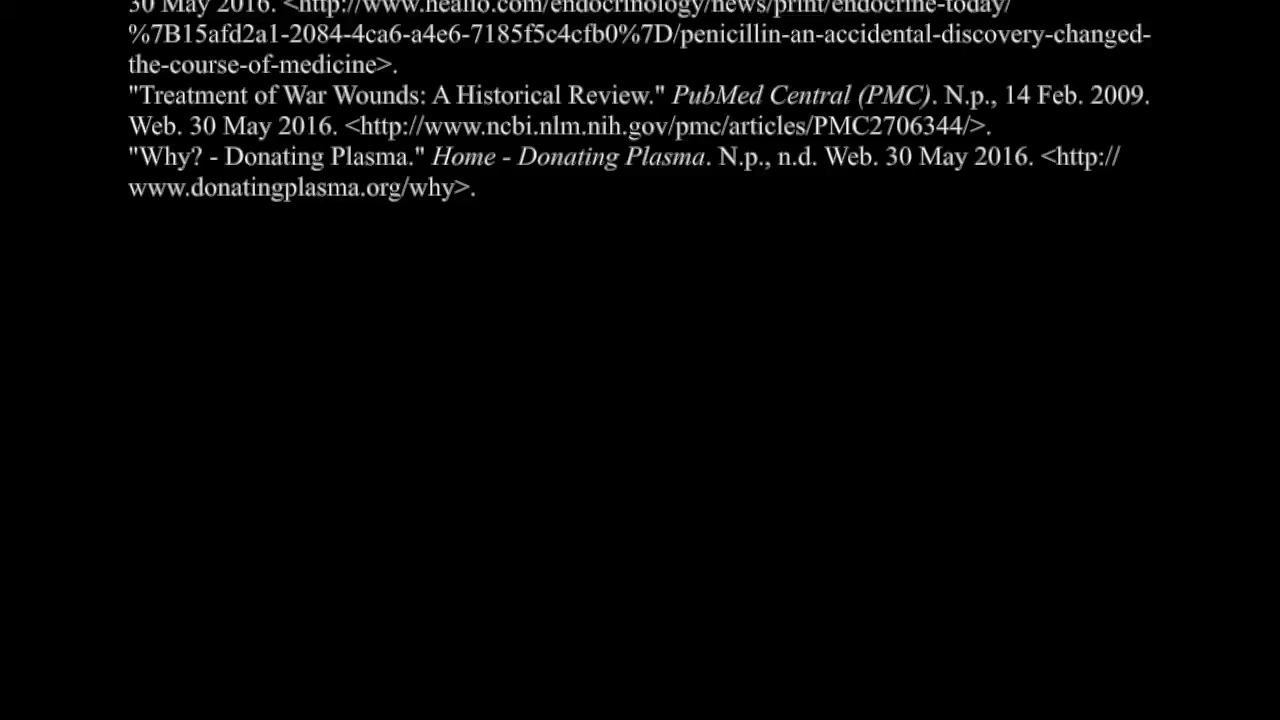 30 May 2016. <http://www.healio.com/endocrinology/news/print/endocrine-today/
%7B15afd2a1-2084-4ca6-a4e6-7185f5c4cfb0%7D/penicillin-an-accidental-discovery-changed-
the-course-of-medicine>.
"Treatment of War Wounds: A Historical Review." PubMed Central (PMC). N.p., 14 Feb. 2009.
Web. 30 May 2016. <http://www.ncbi.nlm.nih.gov/pmc/articles/PMC2706344/>.
"Why? - Donating Plasma." Home - Donating Plasma. N.p., n.d. Web. 30 May 2016. <http://
www.donatingplasma.org/why>.